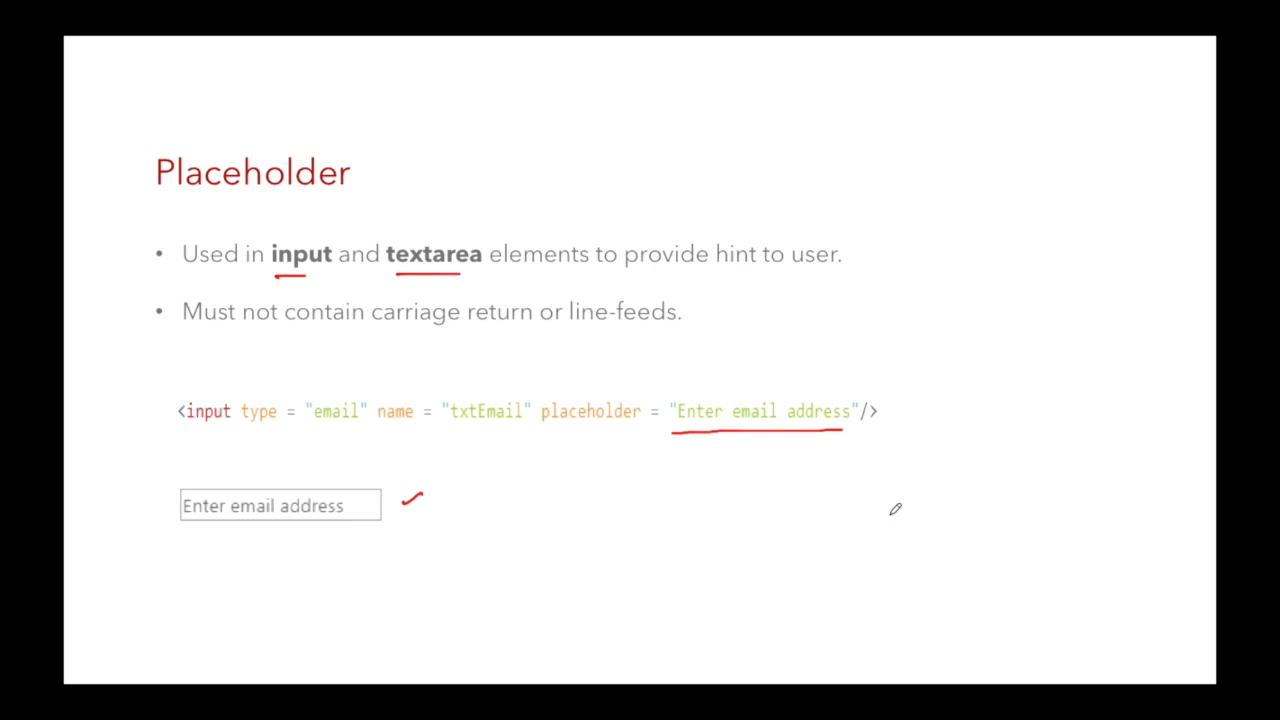 Placeholder
• Used in input and textarea elements to provide hint to user.
• Must not contain carriage return or line-feeds.
<input type = "email" name = "txtEmail" placeholder = "Enter email address"/>
Enter email address